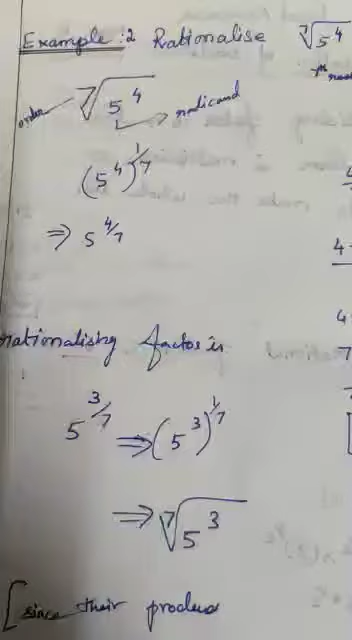 Example :2 Rationalise ⁷√5⁴
order ⁷√5⁴ radicand
(5⁴)^1/7
⇒ 5^4/7
rationalising factor is
5^3/7 ⇒ (5³)^1/7
⇒ ⁷√5³
[since their produc